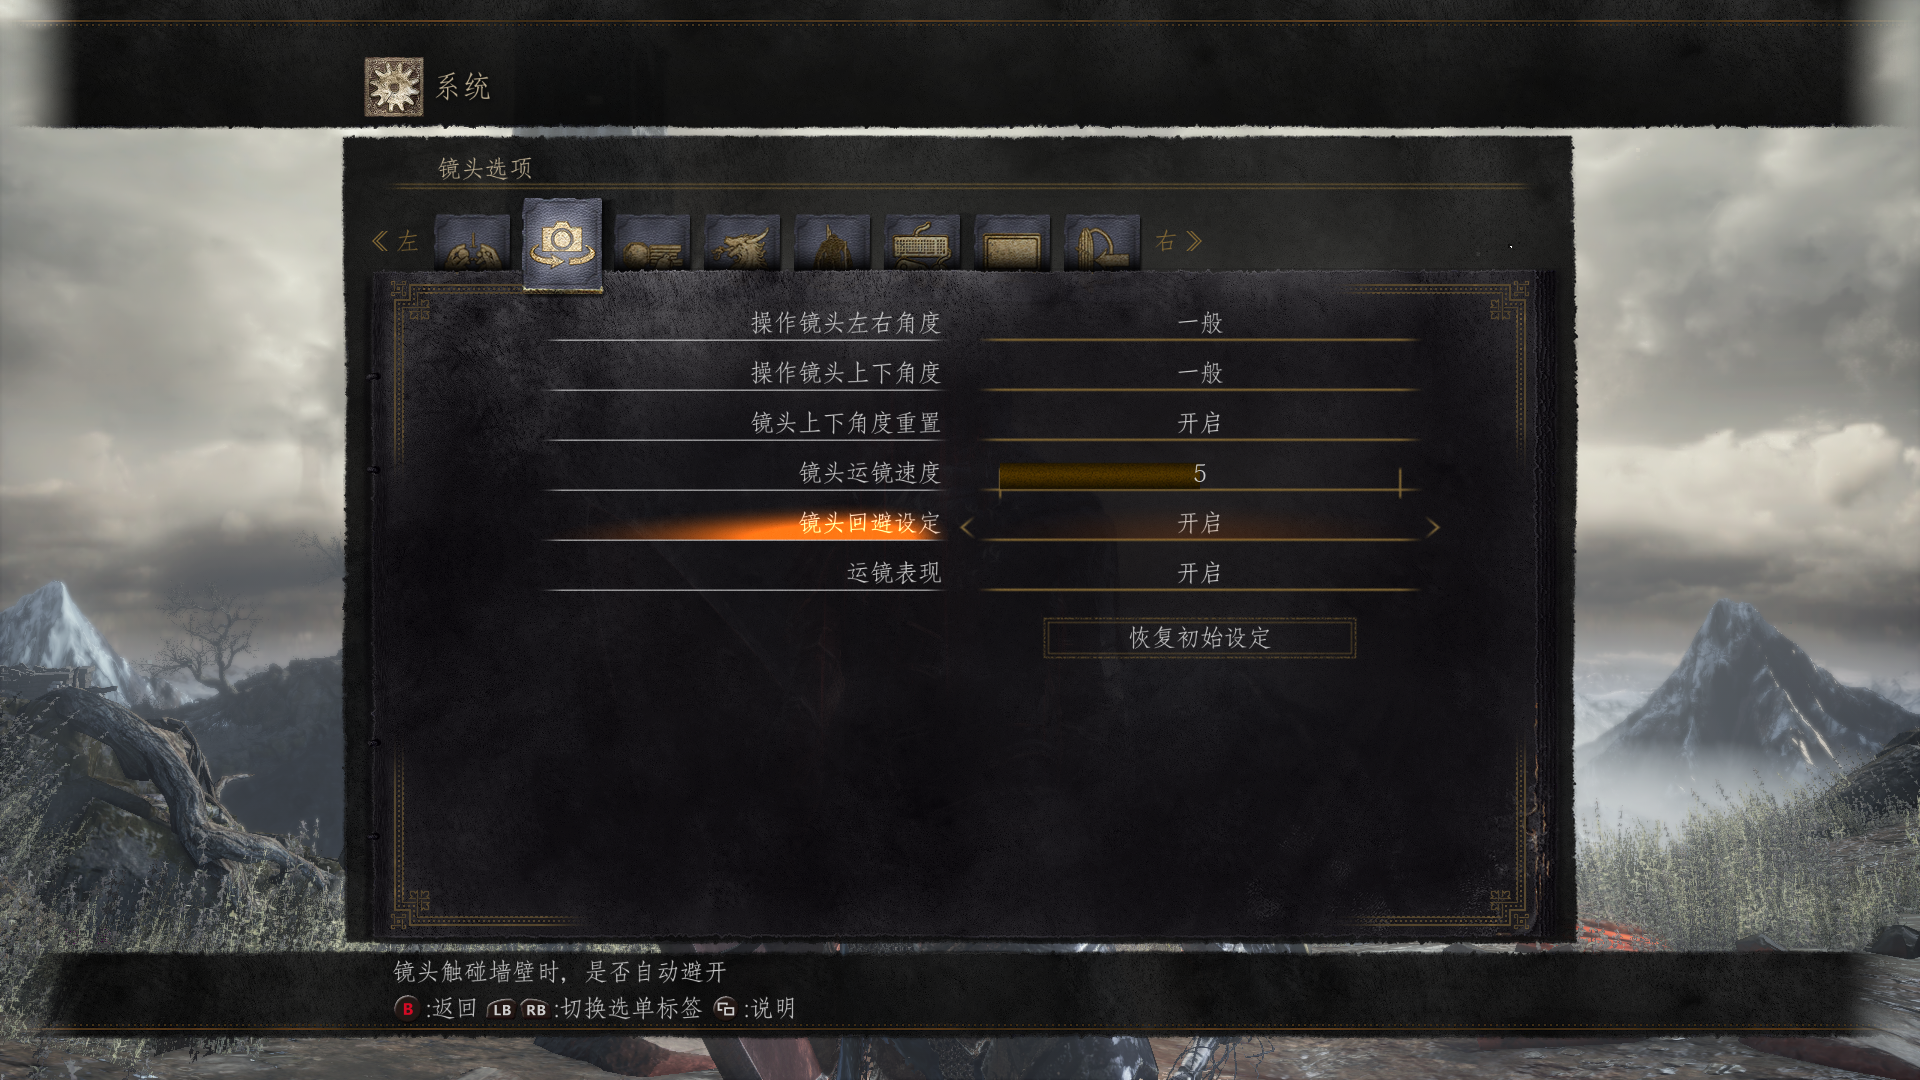 系统
镜头选项
左
右
操作镜头左右角度 一般
操作镜头上下角度 一般
镜头上下角度重置 开启
镜头运镜速度 5
镜头回避设定 开启
运镜表现 开启
恢复初始设定
镜头触碰墙壁时，是否自动避开
B:返回 LB RB:切换选单标签 :说明